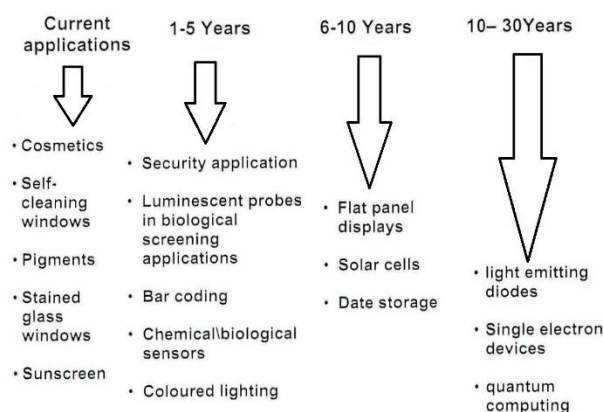 Current
applications
• Cosmetics
• Self-
cleaning
windows
• Pigments
• Stained
glass
windows
• Sunscreen
1-5 Years
• Security application
• Luminescent probes
in biological
screening
applications
• Bar coding
• Chemical\biological
sensors
• Coloured lighting
6-10 Years
• Flat panel
displays
• Solar cells
• Date storage
10– 30Years
• light emitting
diodes
• Single electron
devices
• quantum
computing